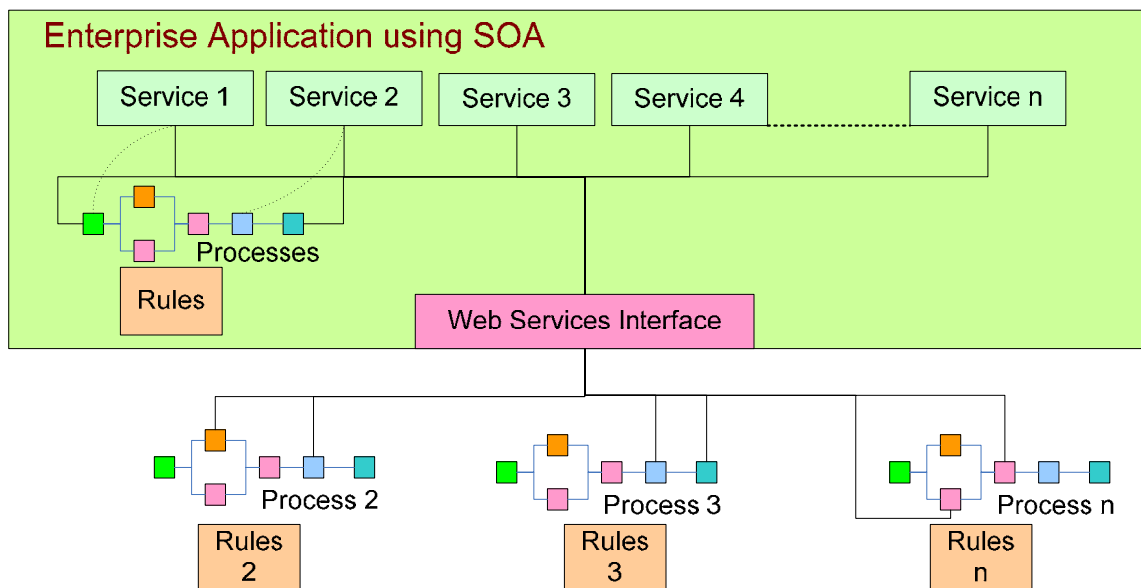 Enterprise Application using SOA
Service 1
Service 2
Service 3
Service 4
Service n
Processes
Rules
Web Services Interface
Process 2
Process 3
Process n
Rules
2
Rules
3
Rules
n